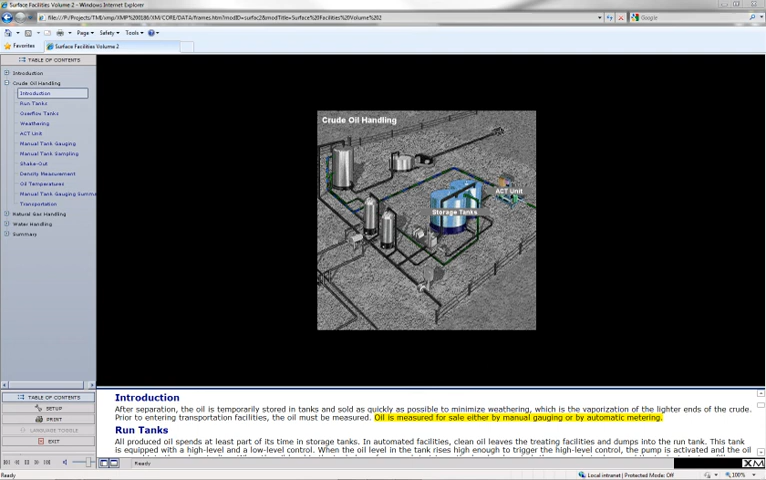 Surface Facilities Volume 2 - Windows Internet Explorer
Google
Page
Safety
Tools
Favorites
Surface Facilities Volume 2
TABLE OF CONTENTS
Introduction
Crude Oil Handling
Introduction
Run Tanks
Overflow Tanks
Weathering
ACT Unit
Manual Tank Gauging
Manual Tank Sampling
Shake-Out
Density Measurement
Oil Temperatures
Manual Tank Gauging Summa
Transportation
Natural Gas Handling
Water Handling
Summary
Crude Oil Handling
ACT Unit
Storage Tanks
TABLE OF CONTENTS
SETUP
PRINT
LANGUAGE TOGGLE
EXIT
Introduction
After separation, the oil is temporarily stored in tanks and sold as quickly as possible to minimize weathering, which is the vaporization of the lighter ends of the crude.
Prior to entering transportation facilities, the oil must be measured. Oil is measured for sale either by manual gauging or by automatic metering.
Run Tanks
All produced oil spends at least part of its time in storage tanks. In automated facilities, clean oil leaves the treating facilities and dumps into the run tank. This tank
is equipped with a high-level and a low-level control. When the oil level in the tank rises high enough to trigger the high-level control, the pump is activated and the oil
Ready
XM
Local intranet | Protected Mode: Off
100%